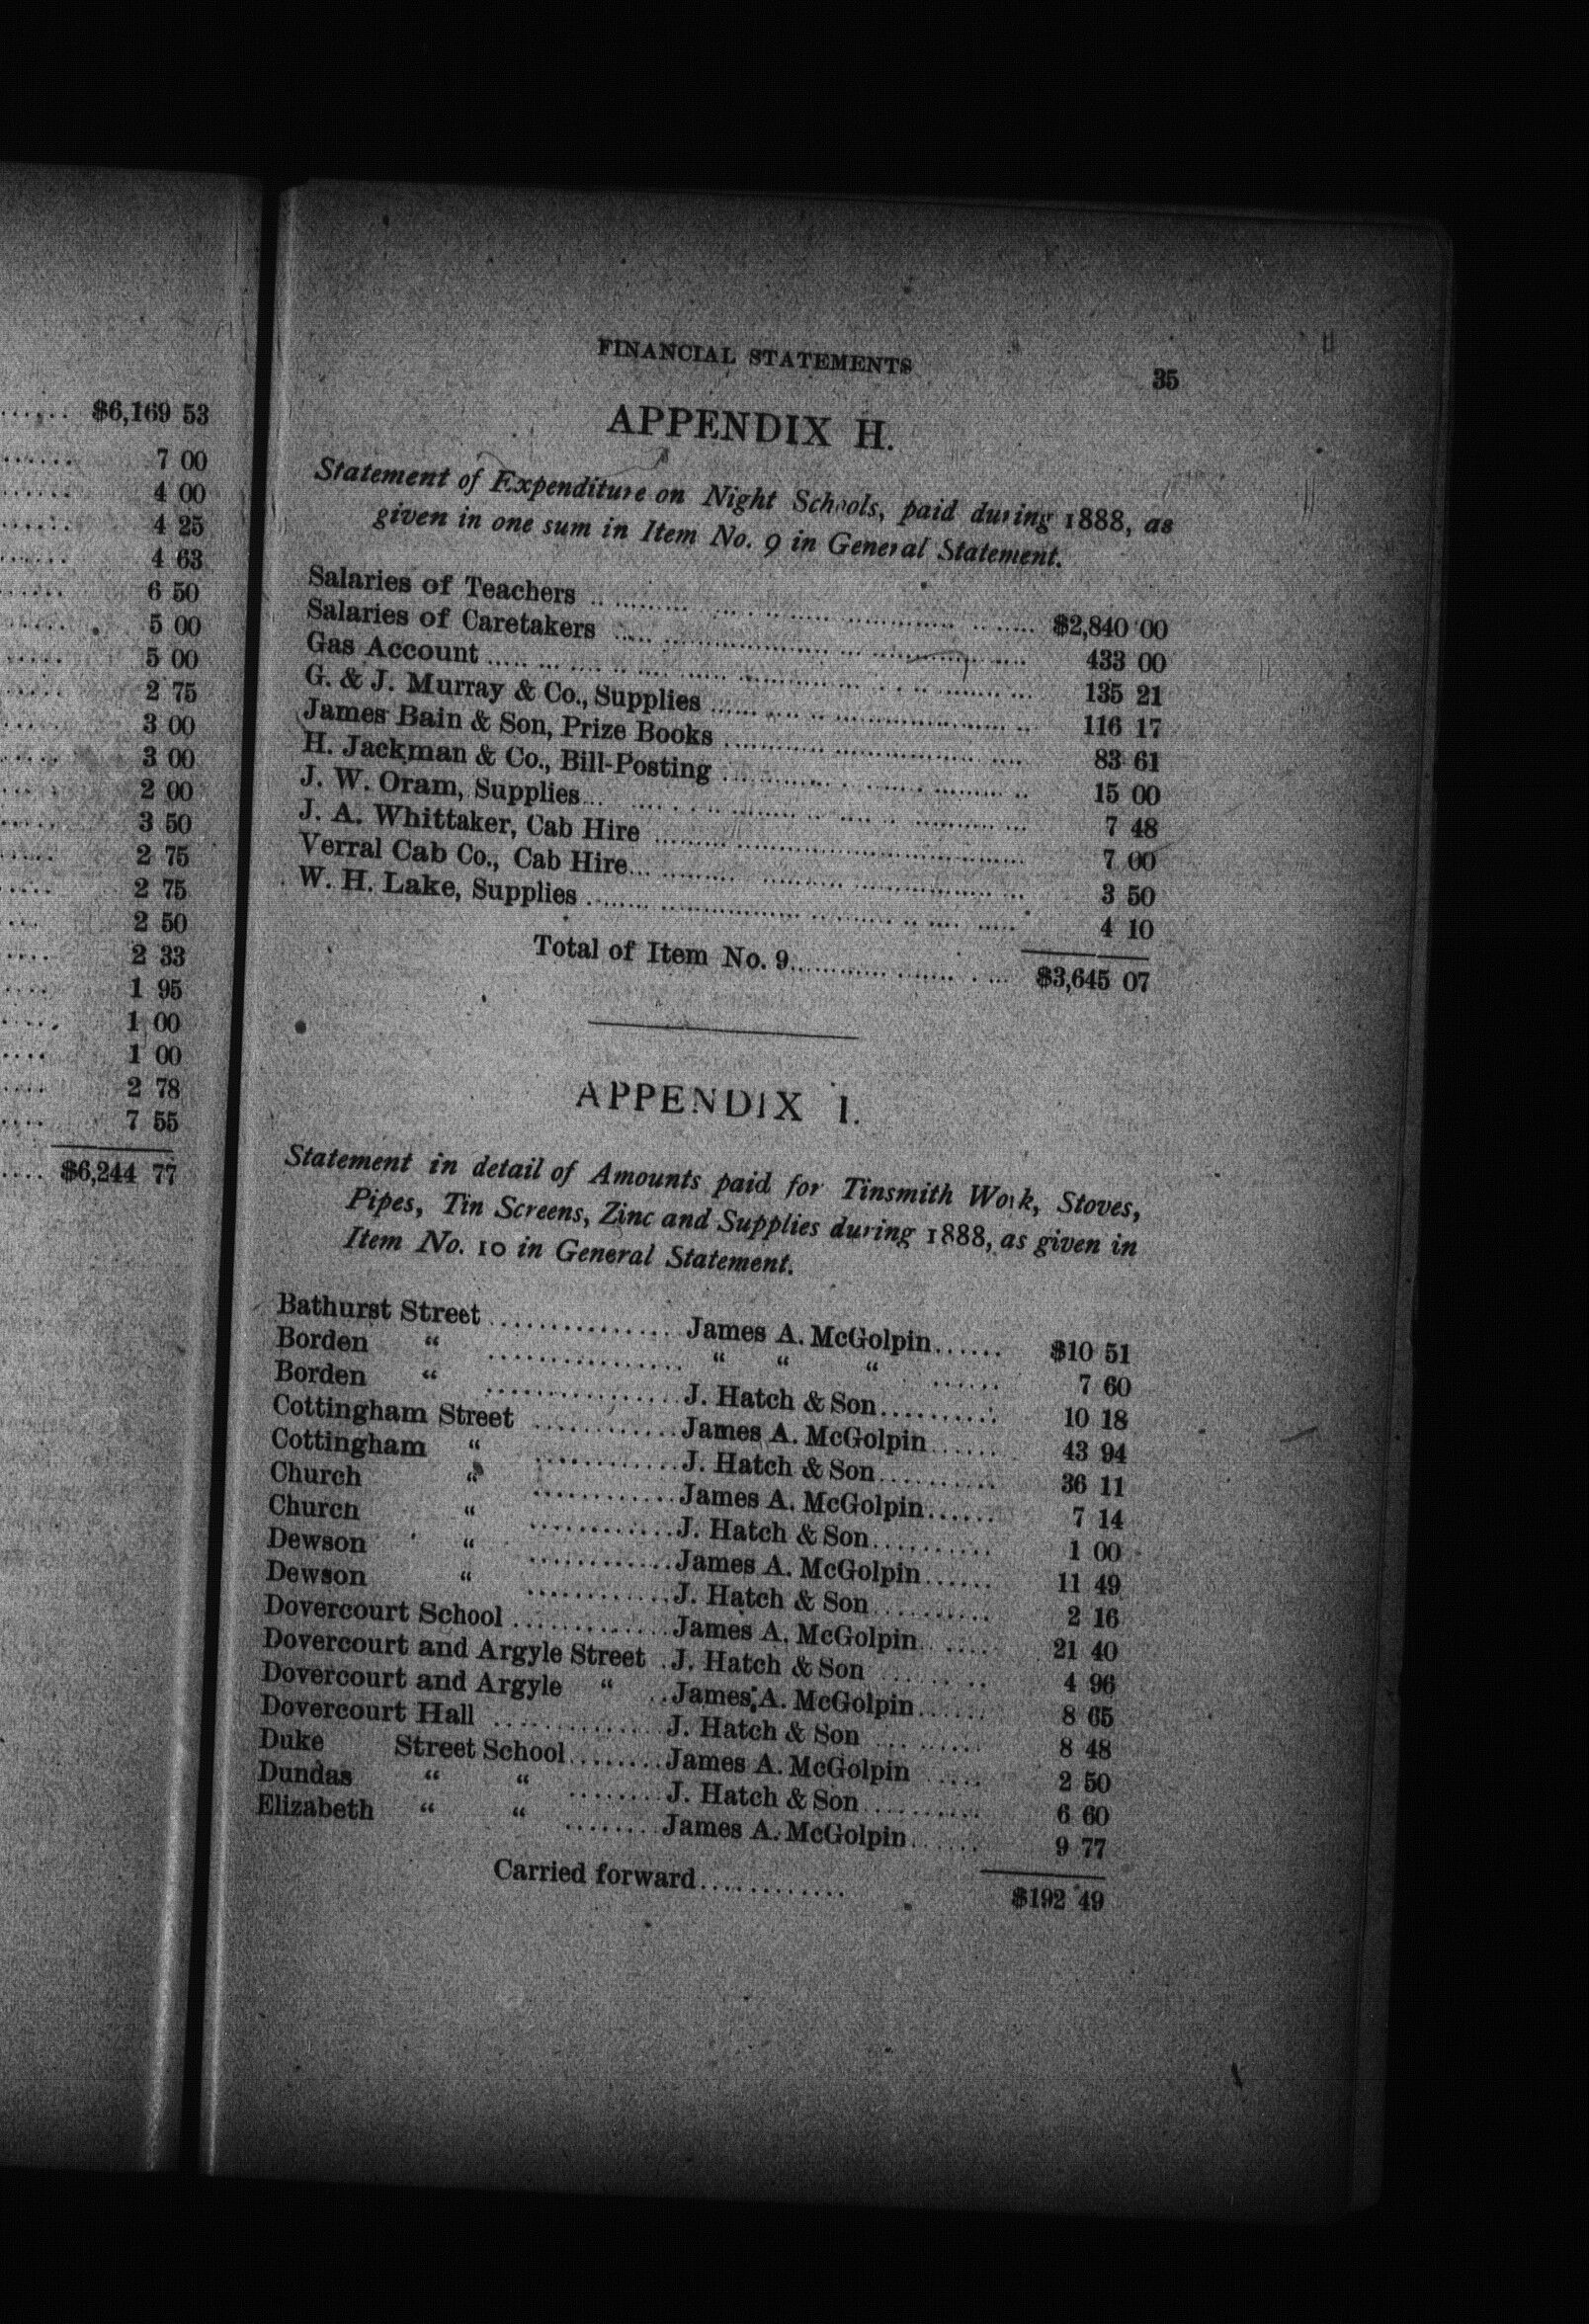 ...... $6,169 53
...... 7 00
...... 4 00
...... 4 25
...... 4 63
...... 6 50
...... 5 00
...... 5 00
...... 2 75
...... 3 00
...... 3 00
...... 2 00
...... 3 50
...... 2 75
...... 2 75
.... 2 50
.... 2 33
.... 1 95
..... 1 00
.... 1 00
.... 2 78
.... 7 55
.... $6,244 77
FINANCIAL STATEMENTS 35
APPENDIX H.
Statement of Expenditure on Night Schools, paid during 1888, as
given in one sum in Item No. 9 in General Statement.
Salaries of Teachers ........ $2,840 00
Salaries of Caretakers ........ 433 00
Gas Account ........ 135 21
G. & J. Murray & Co., Supplies ........ 116 17
James Bain & Son, Prize Books ........ 83 61
H. Jackman & Co., Bill-Posting ........ 15 00
J. W. Oram, Supplies ........ 7 48
J. A. Whittaker, Cab Hire ........ 7 00
Verral Cab Co., Cab Hire ........ 3 50
W. H. Lake, Supplies ........ 4 10
Total of Item No. 9 ........ $3,645 07
APPENDIX I.
Statement in detail of Amounts paid for Tinsmith Work, Stoves,
Pipes, Tin Screens, Zinc and Supplies during 1888, as given in
Item No. 10 in General Statement.
Bathurst Street ........ James A. McGolpin ...... $10 51
Borden “ ........ “ “ “ ...... 7 60
Borden “ ........ J. Hatch & Son ...... 10 18
Cottingham Street ........ James A. McGolpin ...... 43 94
Cottingham “ ........ J. Hatch & Son ...... 36 11
Church “ ........ James A. McGolpin ...... 7 14
Church “ ........ J. Hatch & Son ...... 1 00
Dewson “ ........ James A. McGolpin ...... 11 49
Dewson “ ........ J. Hatch & Son ...... 2 16
Dovercourt School ........ James A. McGolpin ...... 21 40
Dovercourt and Argyle Street . J. Hatch & Son ...... 4 96
Dovercourt and Argyle “ .. James A. McGolpin ...... 8 65
Dovercourt Hall ........ J. Hatch & Son ...... 8 48
Duke Street School ........ James A. McGolpin ...... 2 50
Dundas “ “ ........ J. Hatch & Son ...... 6 60
Elizabeth “ “ ........ James A. McGolpin ...... 9 77
Carried forward ........ $192 49